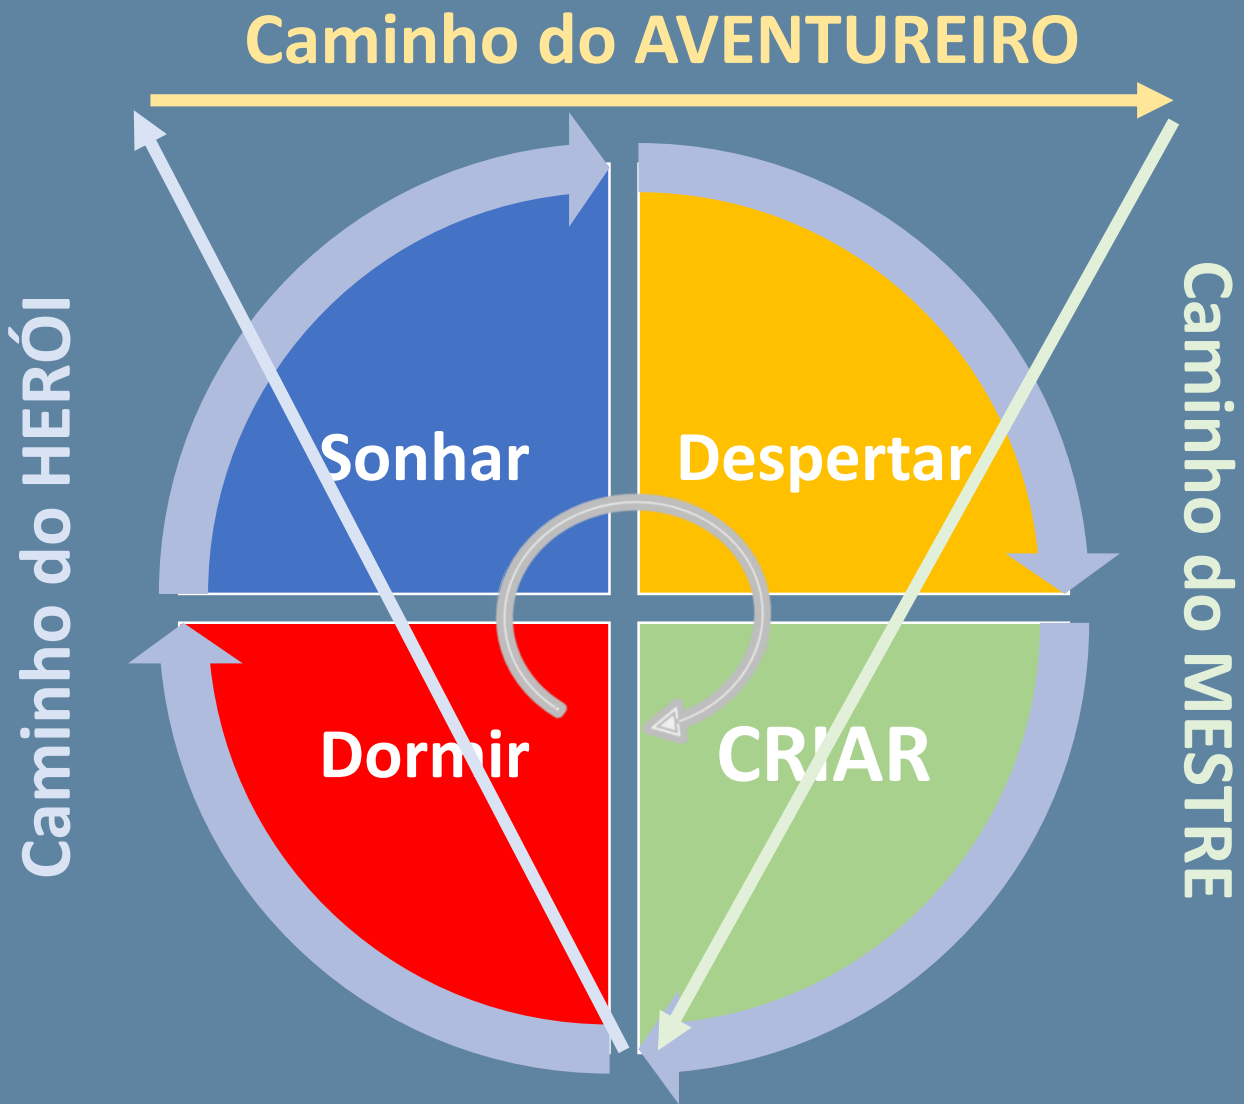 Caminho do AVENTUREIRO
Caminho do HERÓI
Sonhar
Despertar
Dormir
CRIAR
Caminho do MESTRE